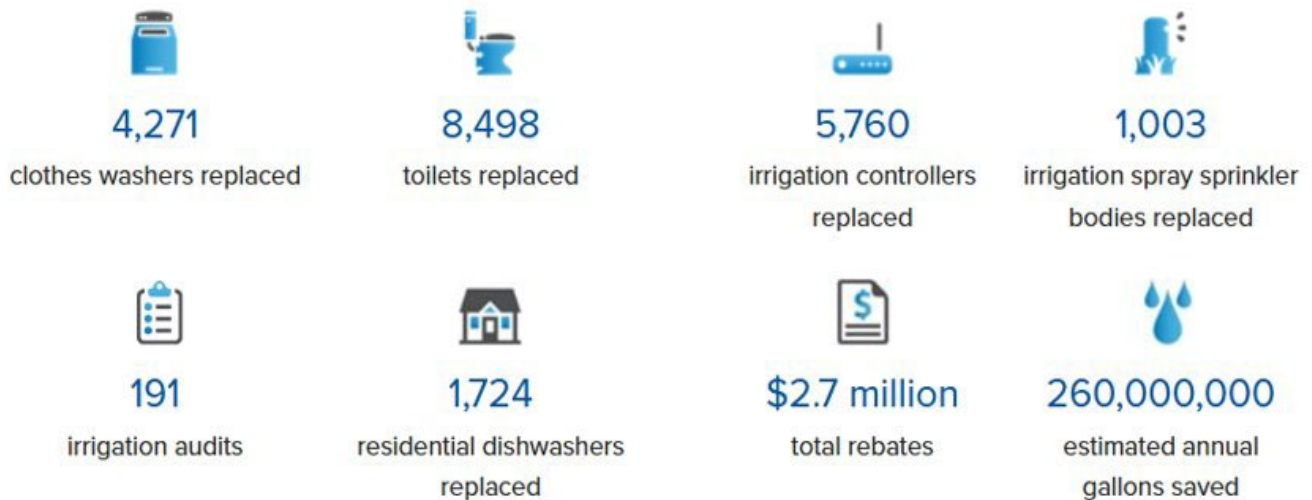 4,271
clothes washers replaced
8,498
toilets replaced
5,760
irrigation controllers
replaced
1,003
irrigation spray sprinkler
bodies replaced
191
irrigation audits
1,724
residential dishwashers
replaced
$
$2.7 million
total rebates
260,000,000
estimated annual
gallons saved